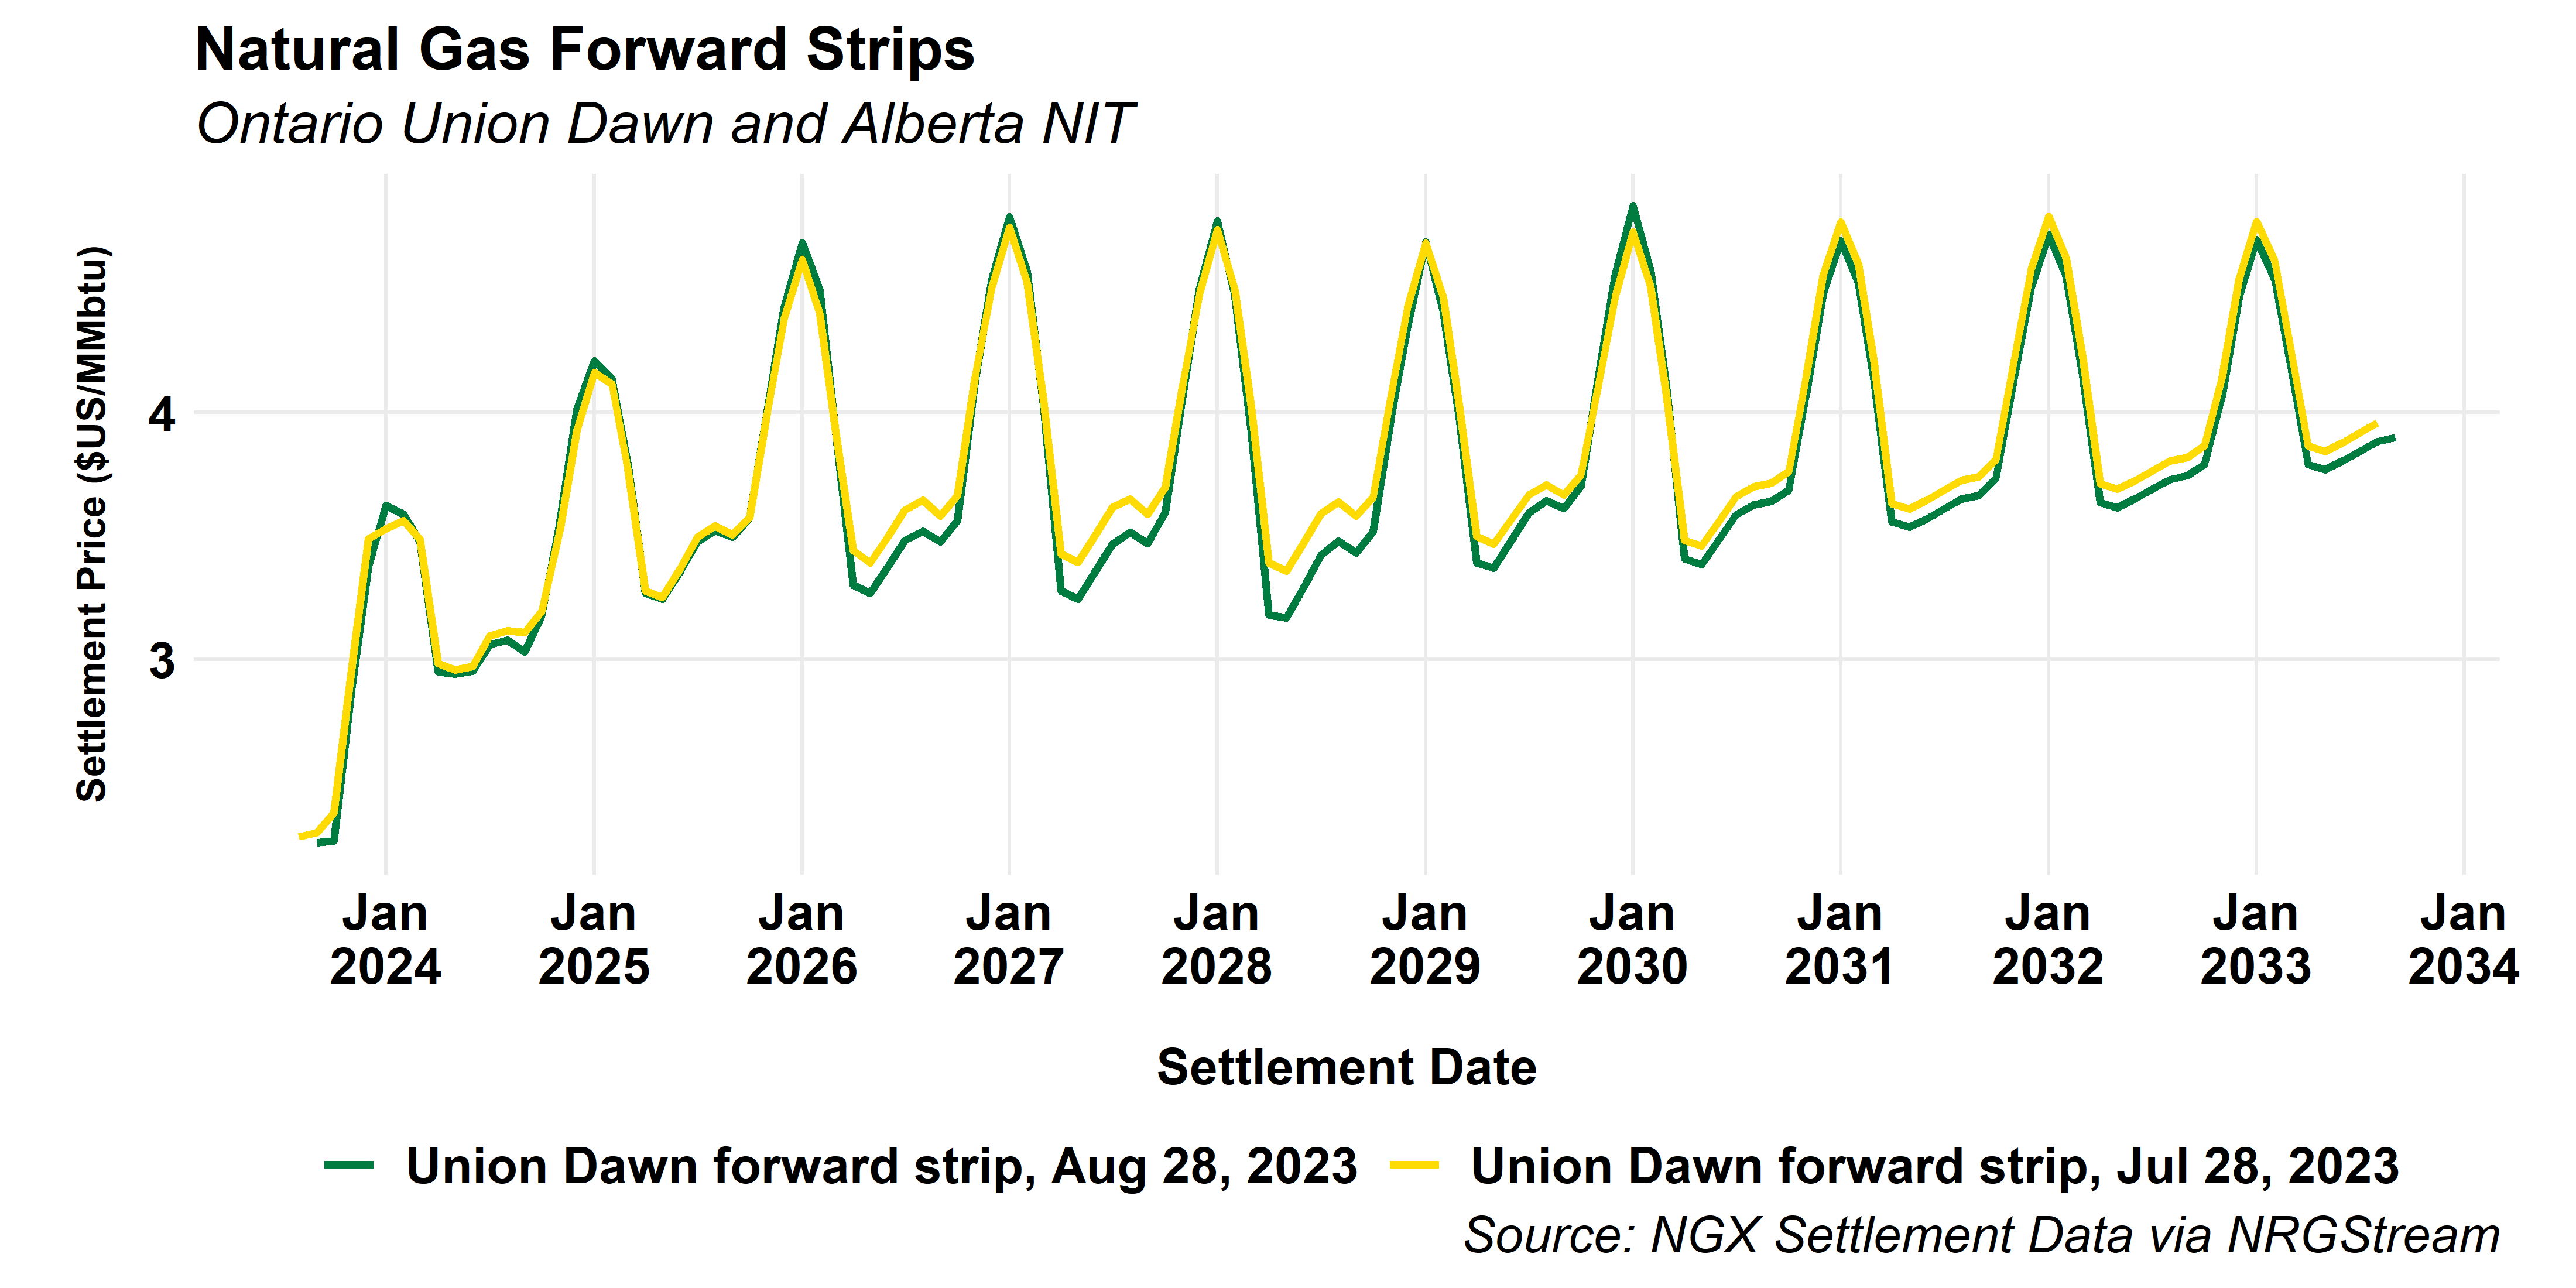 Natural Gas Forward Strips
Ontario Union Dawn and Alberta NIT
Settlement Price ($US/MMbtu)
4
3
Jan 2024
Jan 2025
Jan 2026
Jan 2027
Jan 2028
Jan 2029
Jan 2030
Jan 2031
Jan 2032
Jan 2033
Jan 2034
Settlement Date
Union Dawn forward strip, Aug 28, 2023
Union Dawn forward strip, Jul 28, 2023
Source: NGX Settlement Data via NRGStream